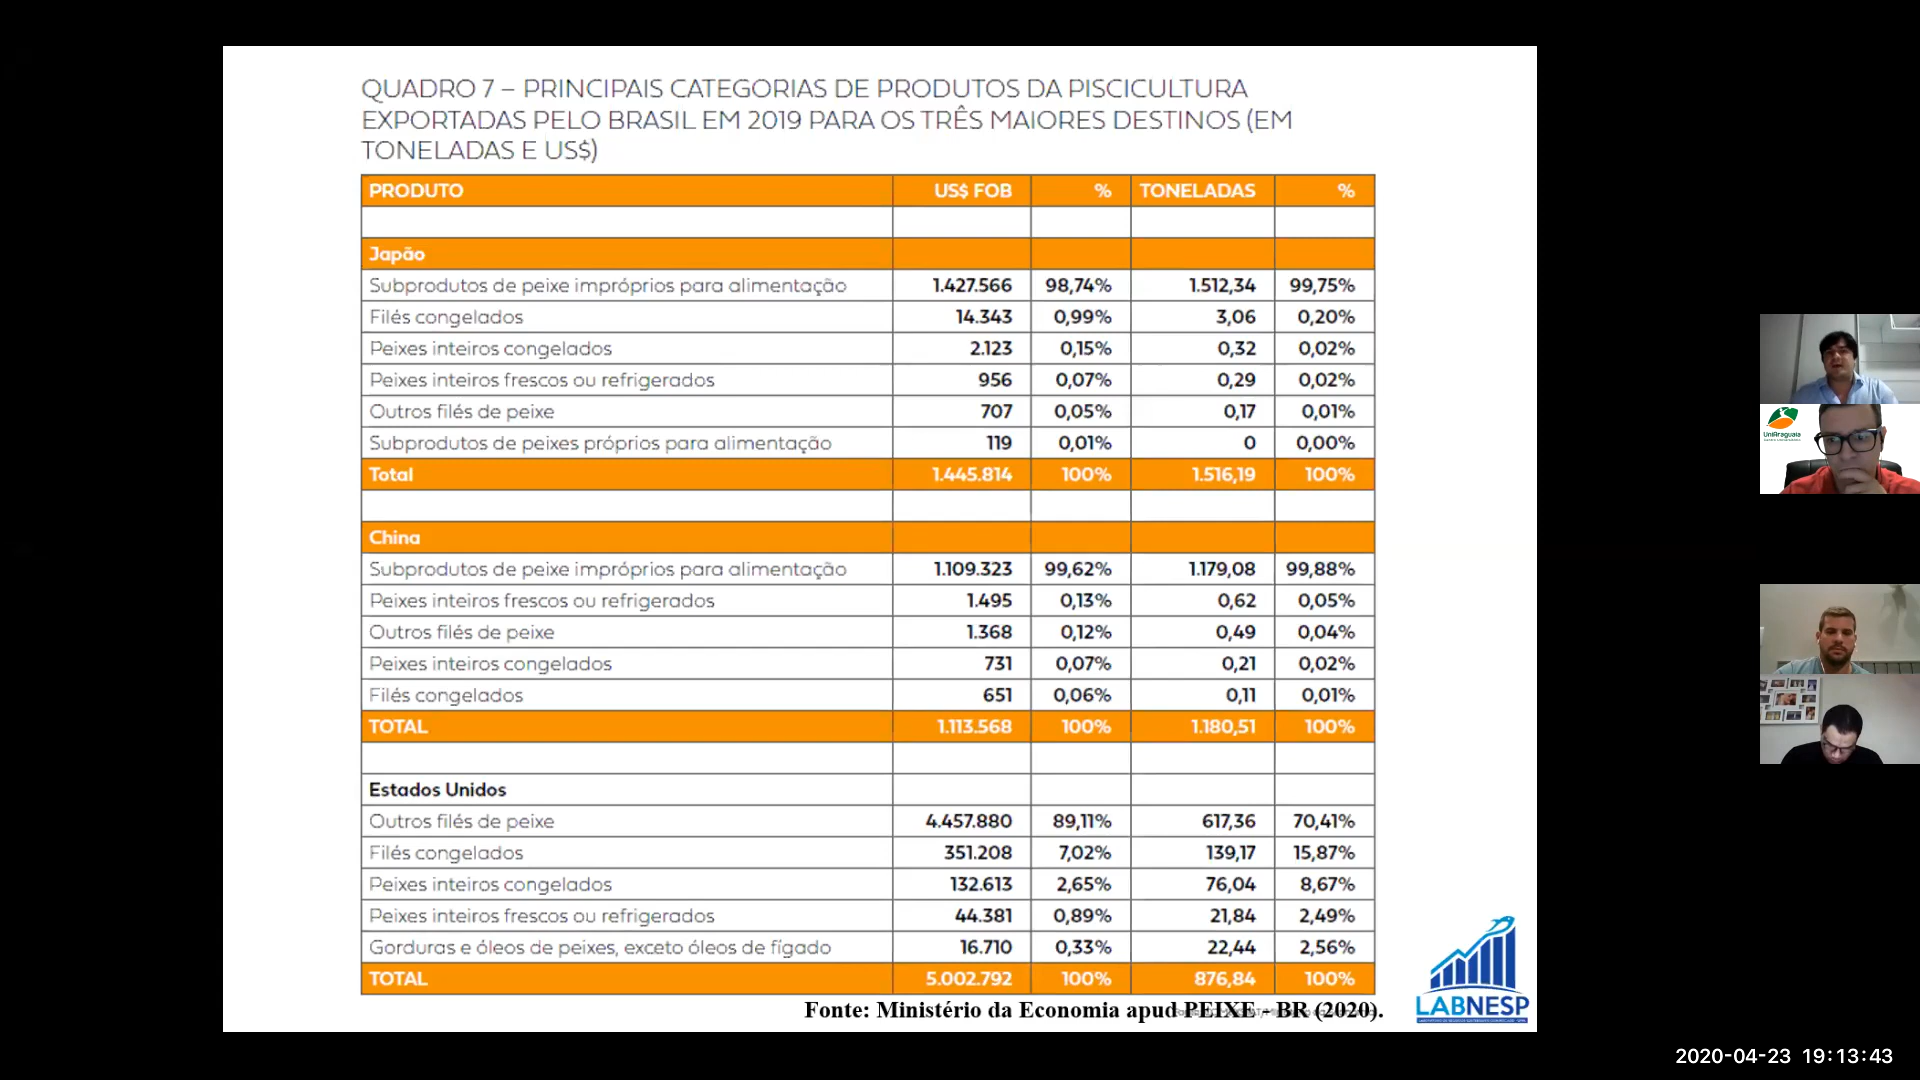 QUADRO 7 – PRINCIPAIS CATEGORIAS DE PRODUTOS DA PISCICULTURA
EXPORTADAS PELO BRASIL EM 2019 PARA OS TRÊS MAIORES DESTINOS (EM
TONELADAS E US$)
PRODUTO US$ FOB % TONELADAS %
Japão
Subprodutos de peixe impróprios para alimentação 1.427.566 98,74% 1.512,34 99,75%
Filés congelados 14.343 0,99% 3,06 0,20%
Peixes inteiros congelados 2.123 0,15% 0,32 0,02%
Peixes inteiros frescos ou refrigerados 956 0,07% 0,29 0,02%
Outros filés de peixe 707 0,05% 0,17 0,01%
Subprodutos de peixes próprios para alimentação 119 0,01% 0 0,00%
Total 1.445.814 100% 1.516,19 100%
China
Subprodutos de peixe impróprios para alimentação 1.109.323 99,62% 1.179,08 99,88%
Peixes inteiros frescos ou refrigerados 1.495 0,13% 0,62 0,05%
Outros filés de peixe 1.368 0,12% 0,49 0,04%
Peixes inteiros congelados 731 0,07% 0,21 0,02%
Filés congelados 651 0,06% 0,11 0,01%
TOTAL 1.113.568 100% 1.180,51 100%
Estados Unidos
Outros filés de peixe 4.457.880 89,11% 617,36 70,41%
Filés congelados 351.208 7,02% 139,17 15,87%
Peixes inteiros congelados 132.613 2,65% 76,04 8,67%
Peixes inteiros frescos ou refrigerados 44.381 0,89% 21,84 2,49%
Gorduras e óleos de peixes, exceto óleos de fígado 16.710 0,33% 22,44 2,56%
TOTAL 5.002.792 100% 876,84 100%
Fonte: Ministério da Economia apud PEIXE - BR (2020).
LABNESP
UniAraguaia
2020-04-23 19:13:43